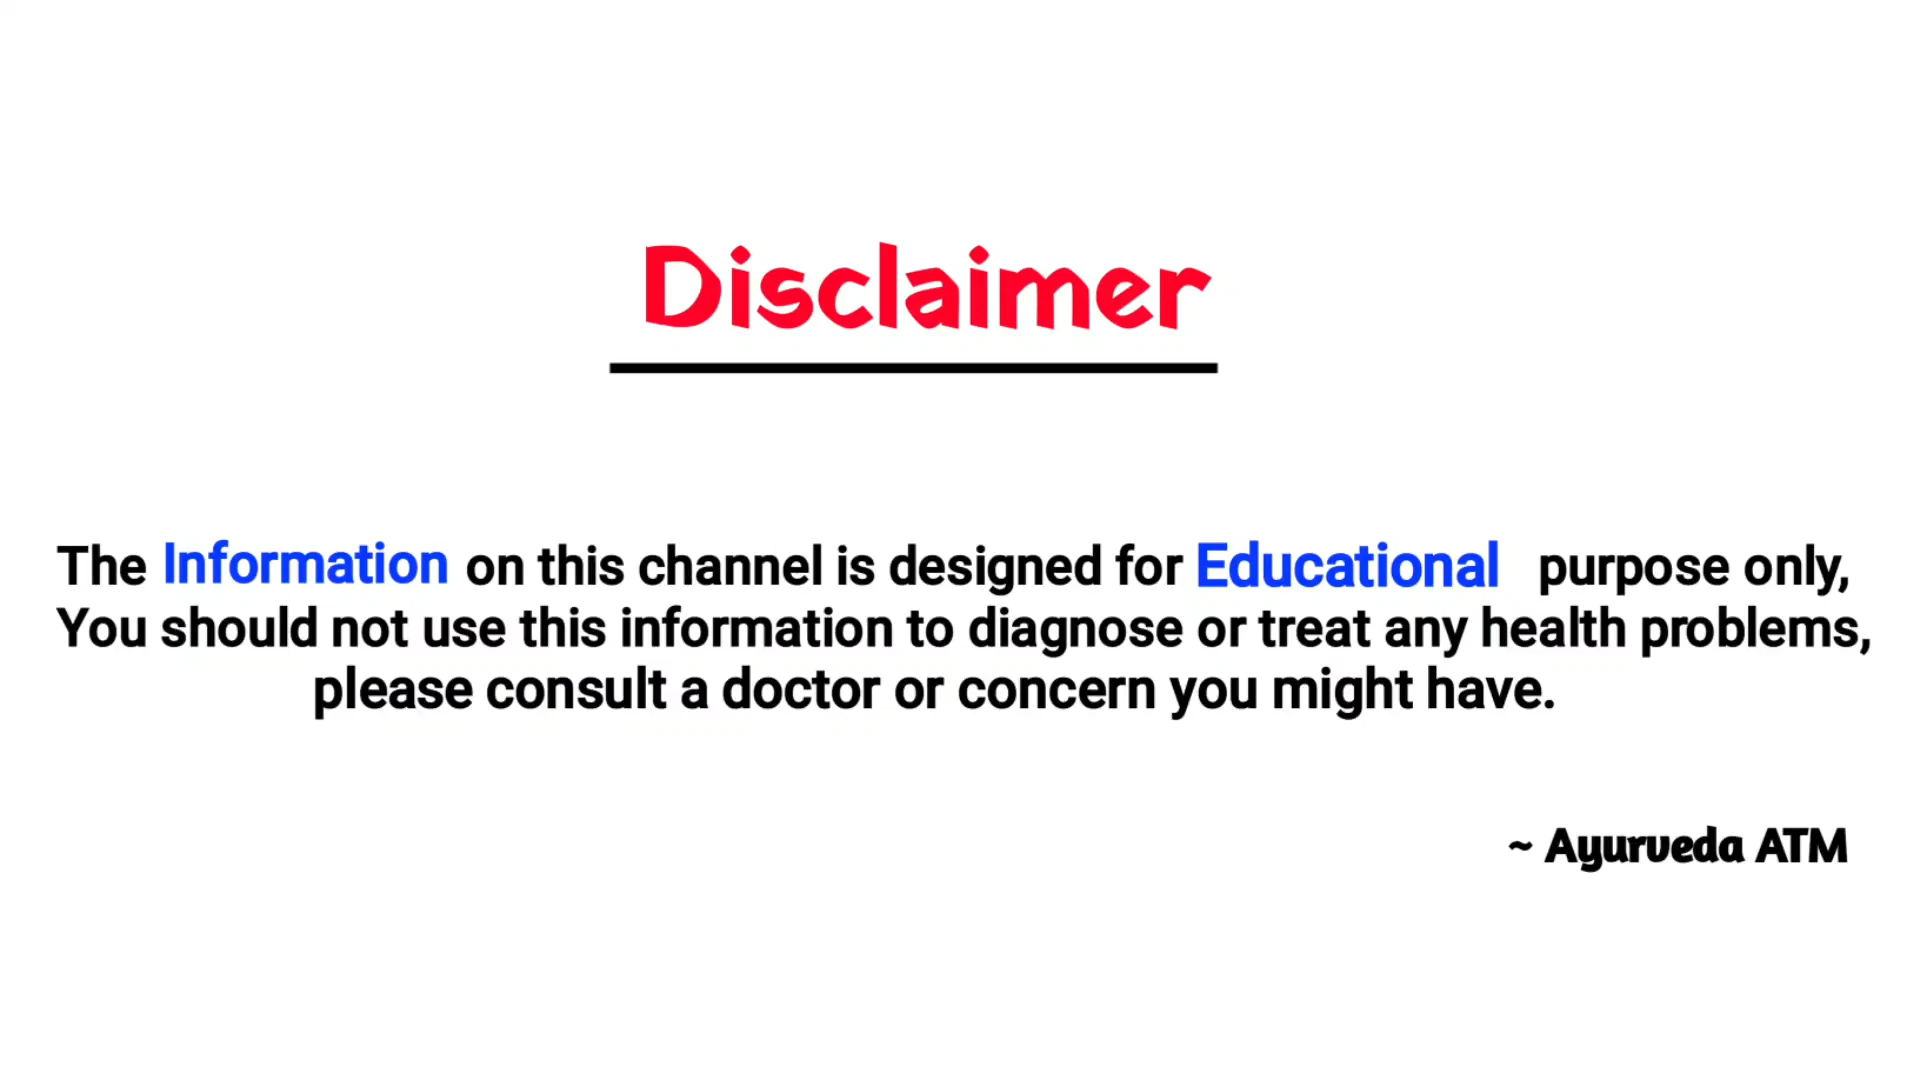 Disclaimer
The Information on this channel is designed for Educational purpose only,
You should not use this information to diagnose or treat any health problems,
please consult a doctor or concern you might have.
~ Ayurveda ATM